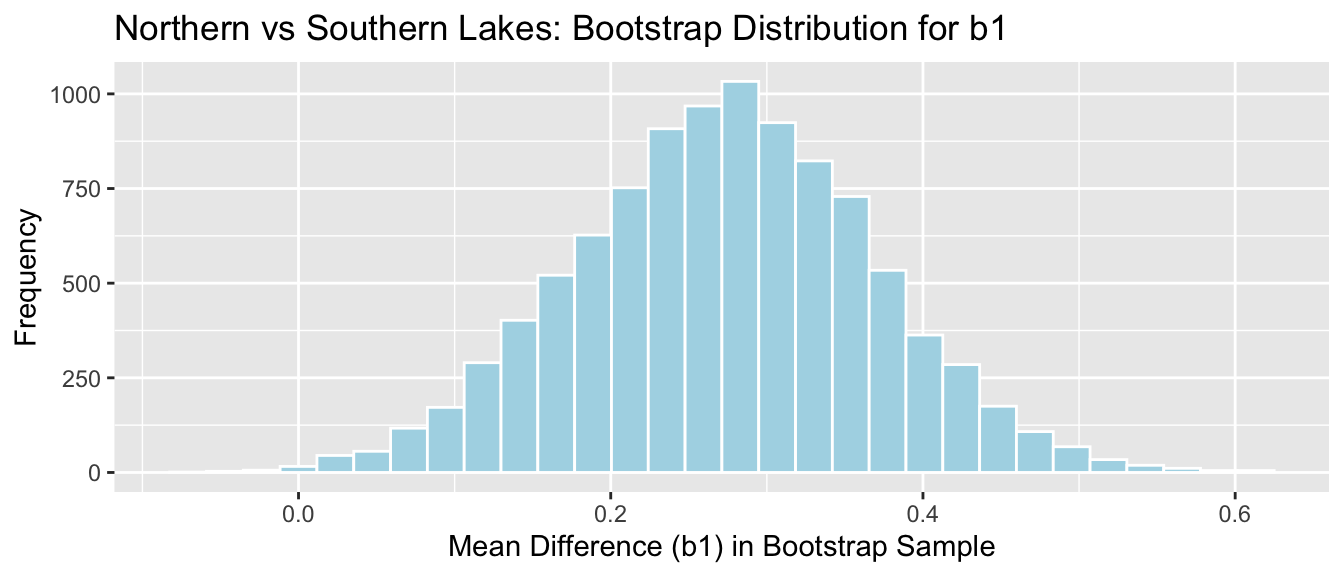 Northern vs Southern Lakes: Bootstrap Distribution for b1
1000
750
500
250
0
Frequency
0.0 0.2 0.4 0.6
Mean Difference (b1) in Bootstrap Sample